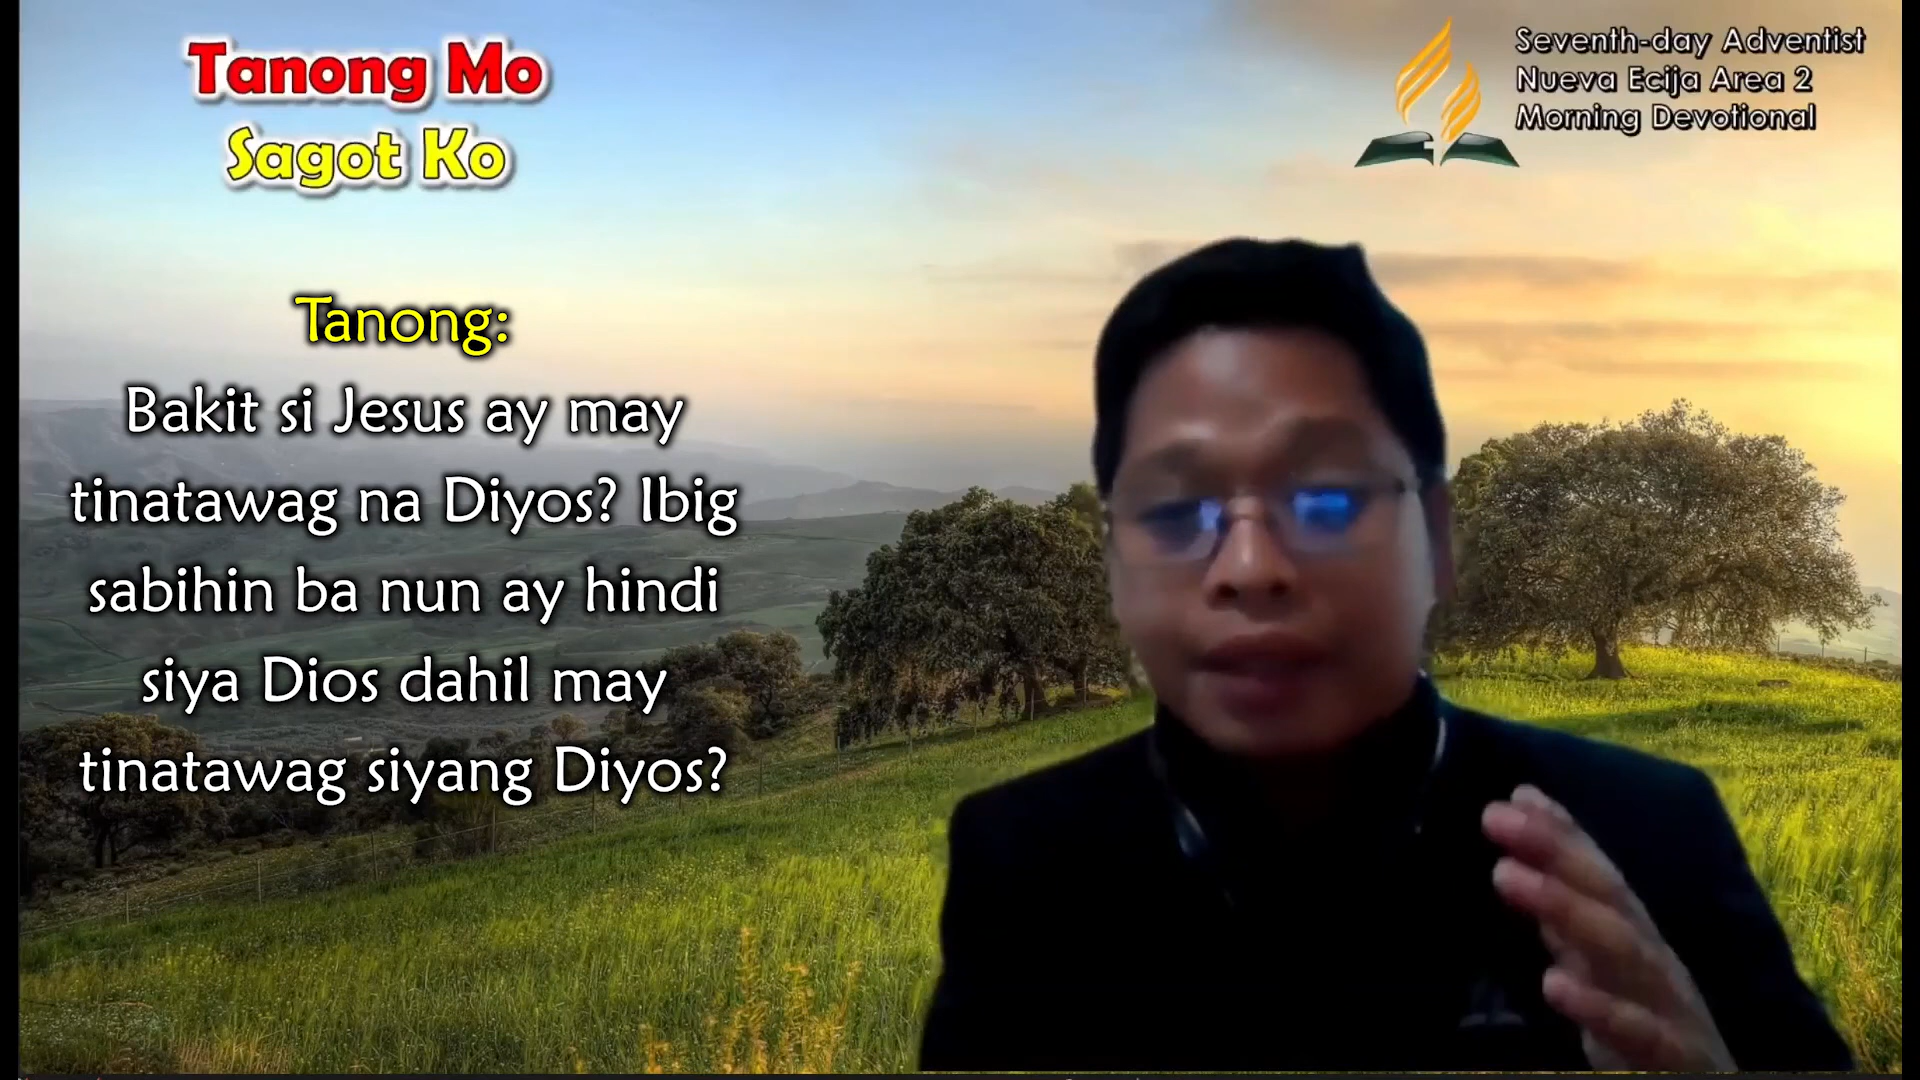 Tanong Mo
Sagot Ko
Seventh-day Adventist
Nueva Ecija Area 2
Morning Devotional
Tanong:
Bakit si Jesus ay may
tinatawag na Diyos? Ibig
sabihin ba nun ay hindi
siya Dios dahil may
tinatawag siyang Diyos?